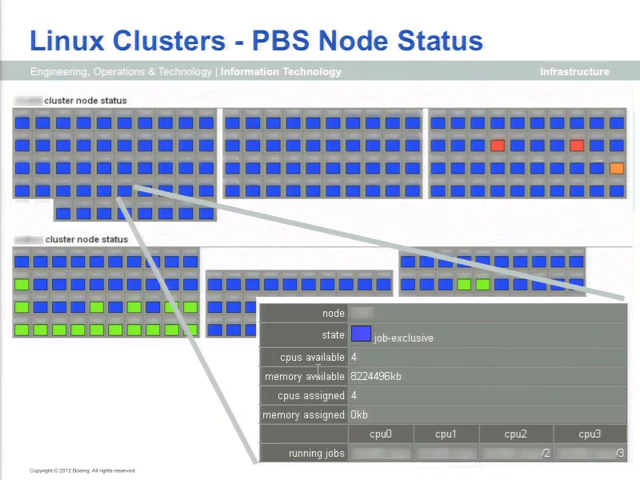 Linux Clusters - PBS Node Status
Engineering, Operations & Technology | Information Technology
Infrastructure
cluster node status
cluster node status
node
state job-exclusive
cpus available 4
memory available 8224496kb
cpus assigned 4
memory assigned 0kb
cpu0 cpu1 cpu2 cpu3
running jobs /2 /3
Copyright © 2012 Boeing. All rights reserved.